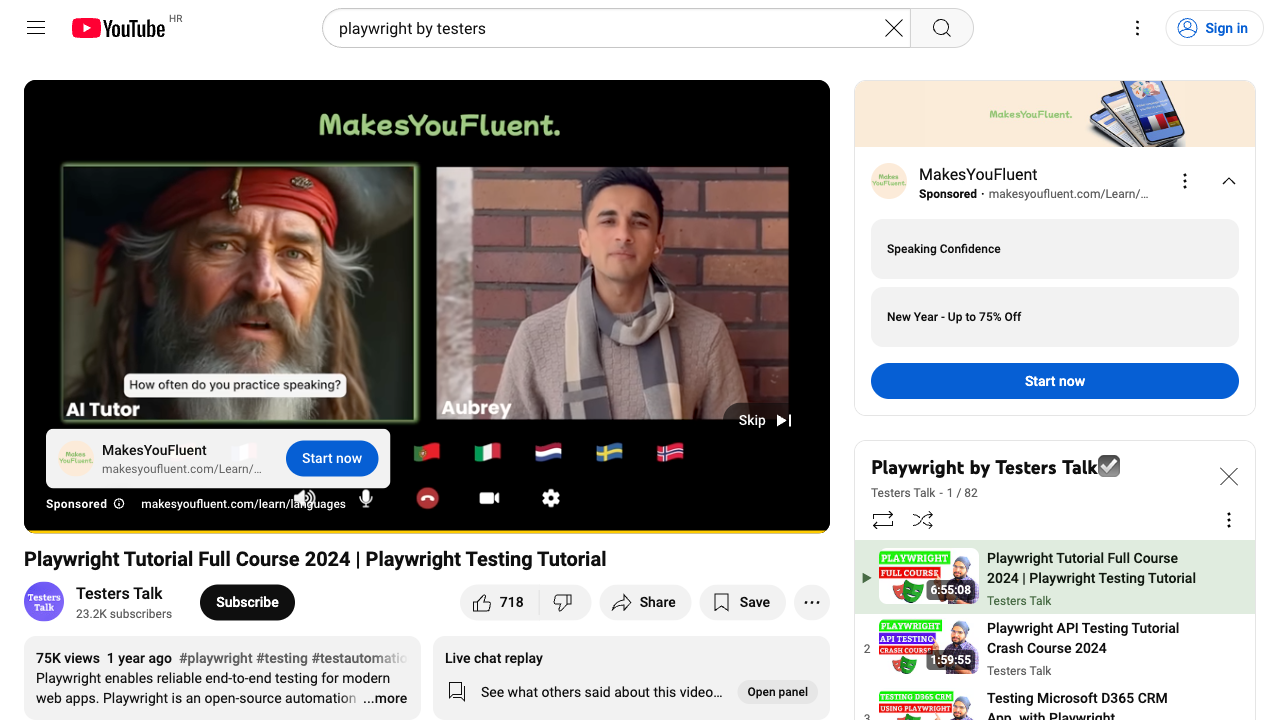 YouTube HR
playwright by testers
Sign in
MakesYouFluent.
How often do you practice speaking?
AI Tutor
Aubrey
Skip
Makes
YouFluent.
MakesYouFluent
makesyoufluent.com/Learn/...
Start now
Sponsored
makesyoufluent.com/learn/languages
Playwright Tutorial Full Course 2024 | Playwright Testing Tutorial
Testers
Talk
Testers Talk
23.2K subscribers
Subscribe
718
Share
Save
75K views 1 year ago #playwright #testing #testautomatio
Playwright enables reliable end-to-end testing for modern
web apps. Playwright is an open-source automation ...more
Live chat replay
See what others said about this video...
Open panel
MakesYouFluent.
Makes
YouFluent.
MakesYouFluent
Sponsored · makesyoufluent.com/Learn/...
Speaking Confidence
New Year - Up to 75% Off
Start now
Playwright by Testers Talk☑️
Testers Talk - 1 / 82
PLAYWRIGHT
FULL COURSE
6:55:08
Playwright Tutorial Full Course
2024 | Playwright Testing Tutorial
Testers Talk
2
PLAYWRIGHT
API TESTING
CRASH COURSE
1:59:55
Playwright API Testing Tutorial
Crash Course 2024
Testers Talk
3
TESTING D365 CRM
USING PLAYWRIGHT
Testing Microsoft D365 CRM
App, with Playwright